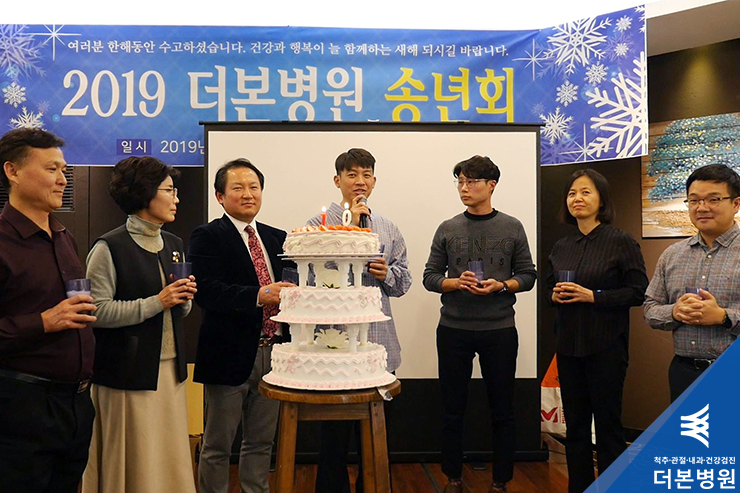 여러분 한해동안 수고하셨습니다. 건강과 행복이 늘 함께하는 새해 되시길 바랍니다.
2019 더본병원 송년회
일시 2019년
10
KENZO
PARIS
척추·관절·내과·건강검진
더본병원